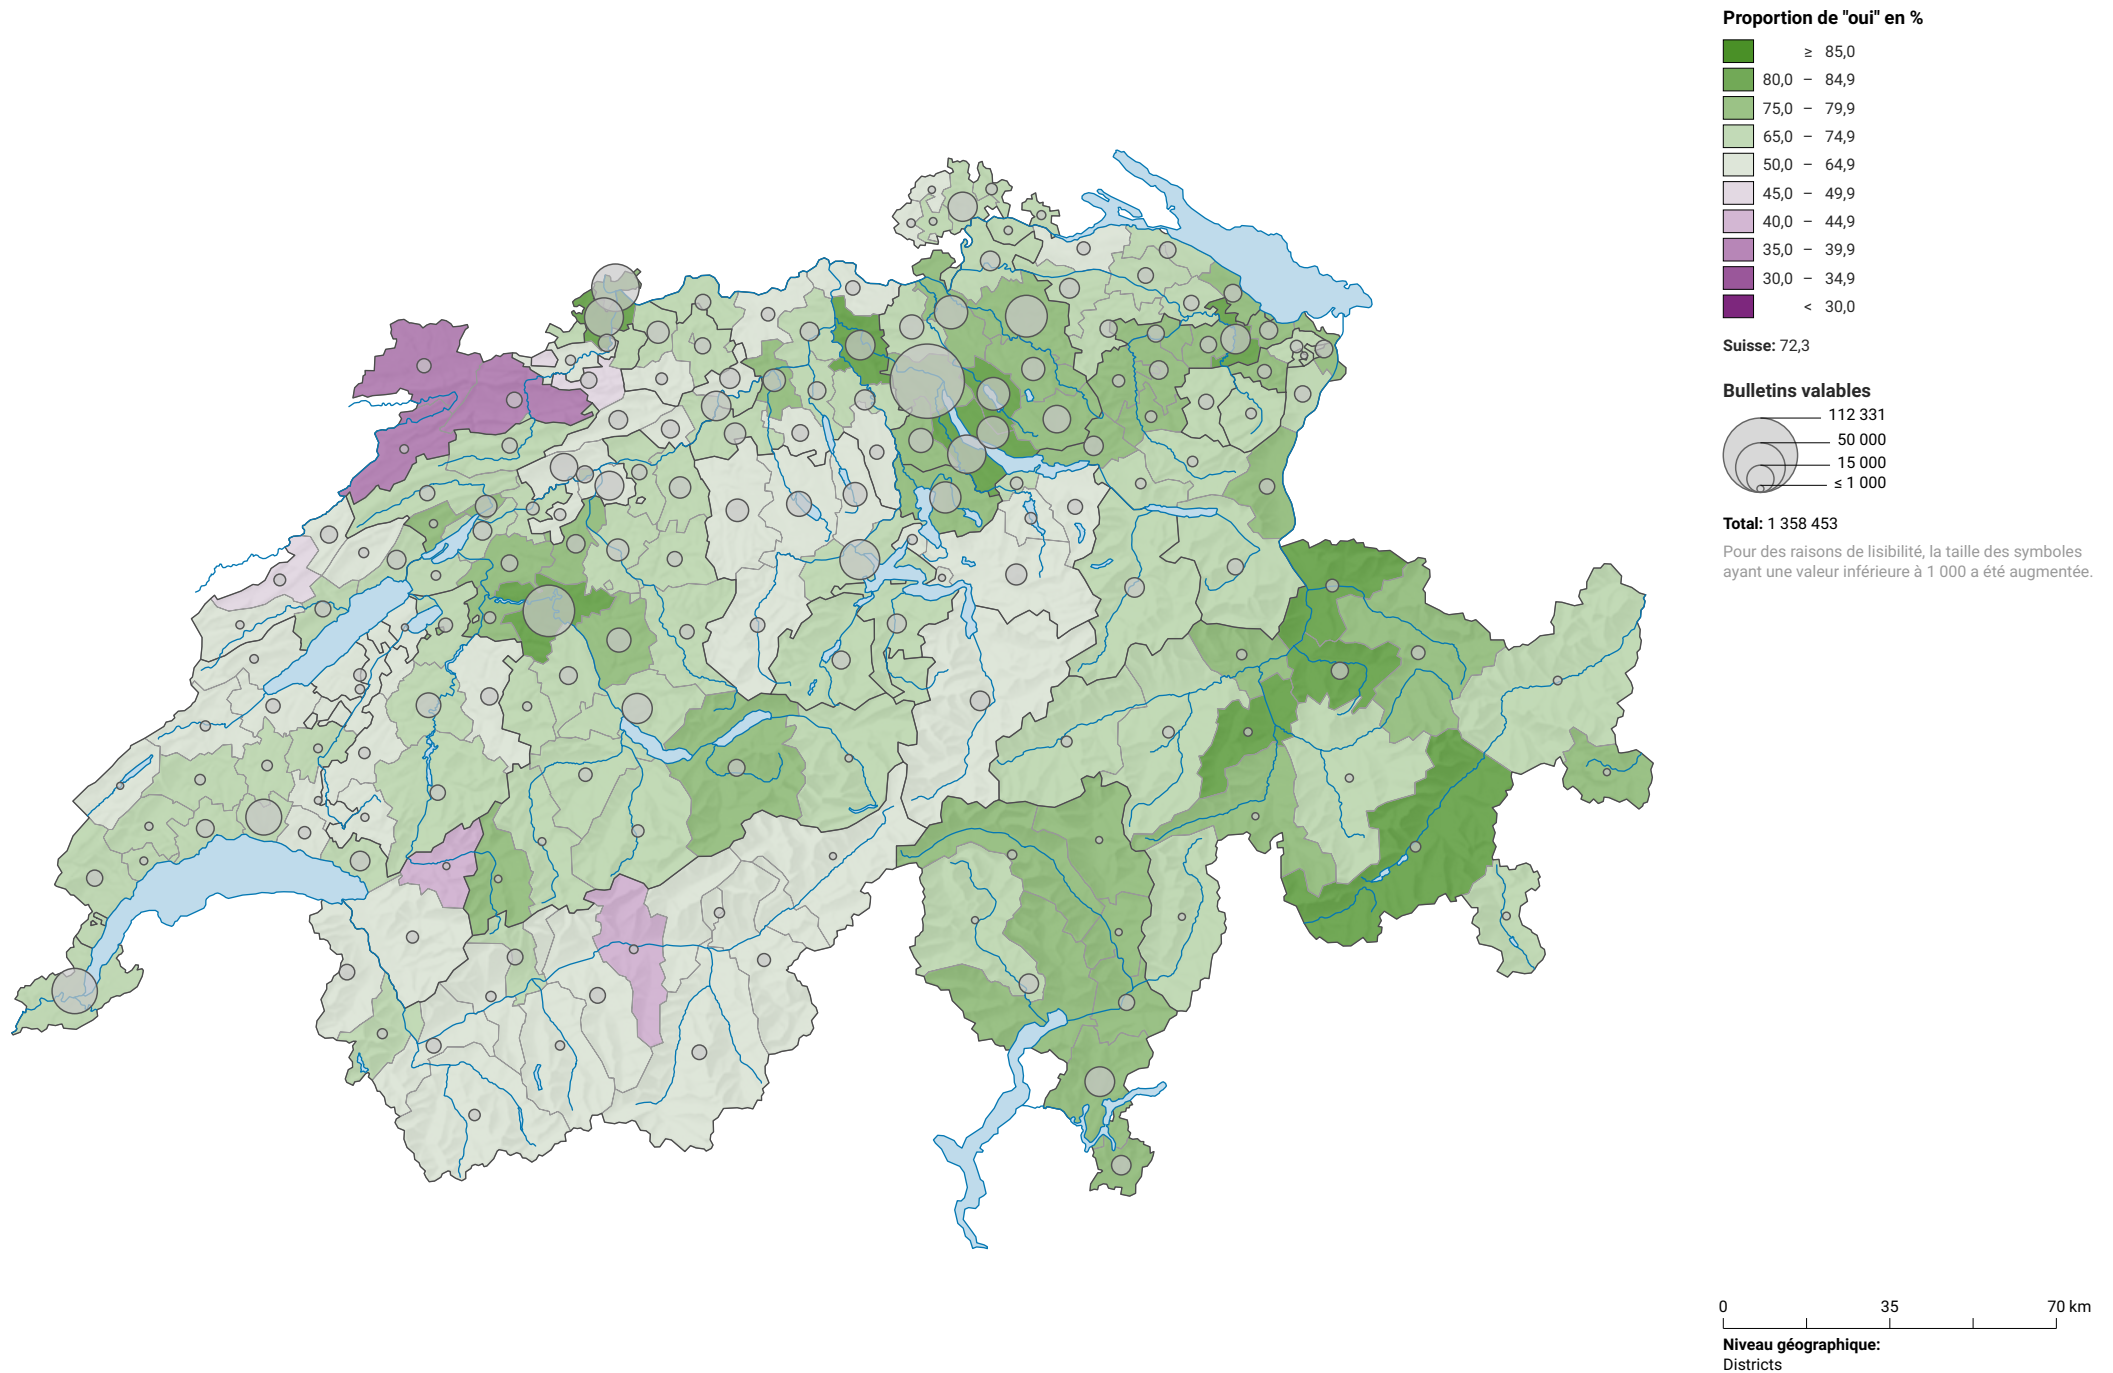 Proportion de "oui" en %
≥ 85,0
80,0 – 84,9
75,0 – 79,9
65,0 – 74,9
50,0 – 64,9
45,0 – 49,9
40,0 – 44,9
35,0 – 39,9
30,0 – 34,9
< 30,0
Suisse: 72,3
Bulletins valables
112 331
50 000
15 000
≤ 1 000
Total: 1 358 453
Pour des raisons de lisibilité, la taille des symboles
ayant une valeur inférieure à 1 000 a été augmentée.
0 35 70 km
Niveau géographique:
Districts